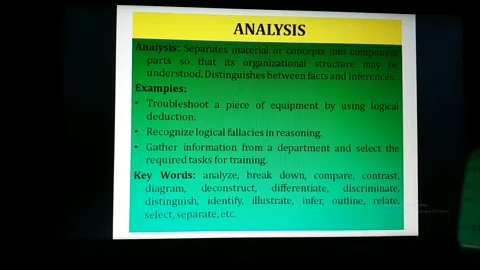 ANALYSIS
Analysis: Separates material or concepts into component
parts so that its organizational structure may be
understood. Distinguishes between facts and inferences.
Examples:
• Troubleshoot a piece of equipment by using logical
deduction.
• Recognize logical fallacies in reasoning.
• Gather information from a department and select the
required tasks for training.
Key Words: analyze, break down, compare, contrast,
diagram, deconstruct, differentiate, discriminate,
distinguish, identify, illustrate, infer, outline, relate,
select, separate, etc.